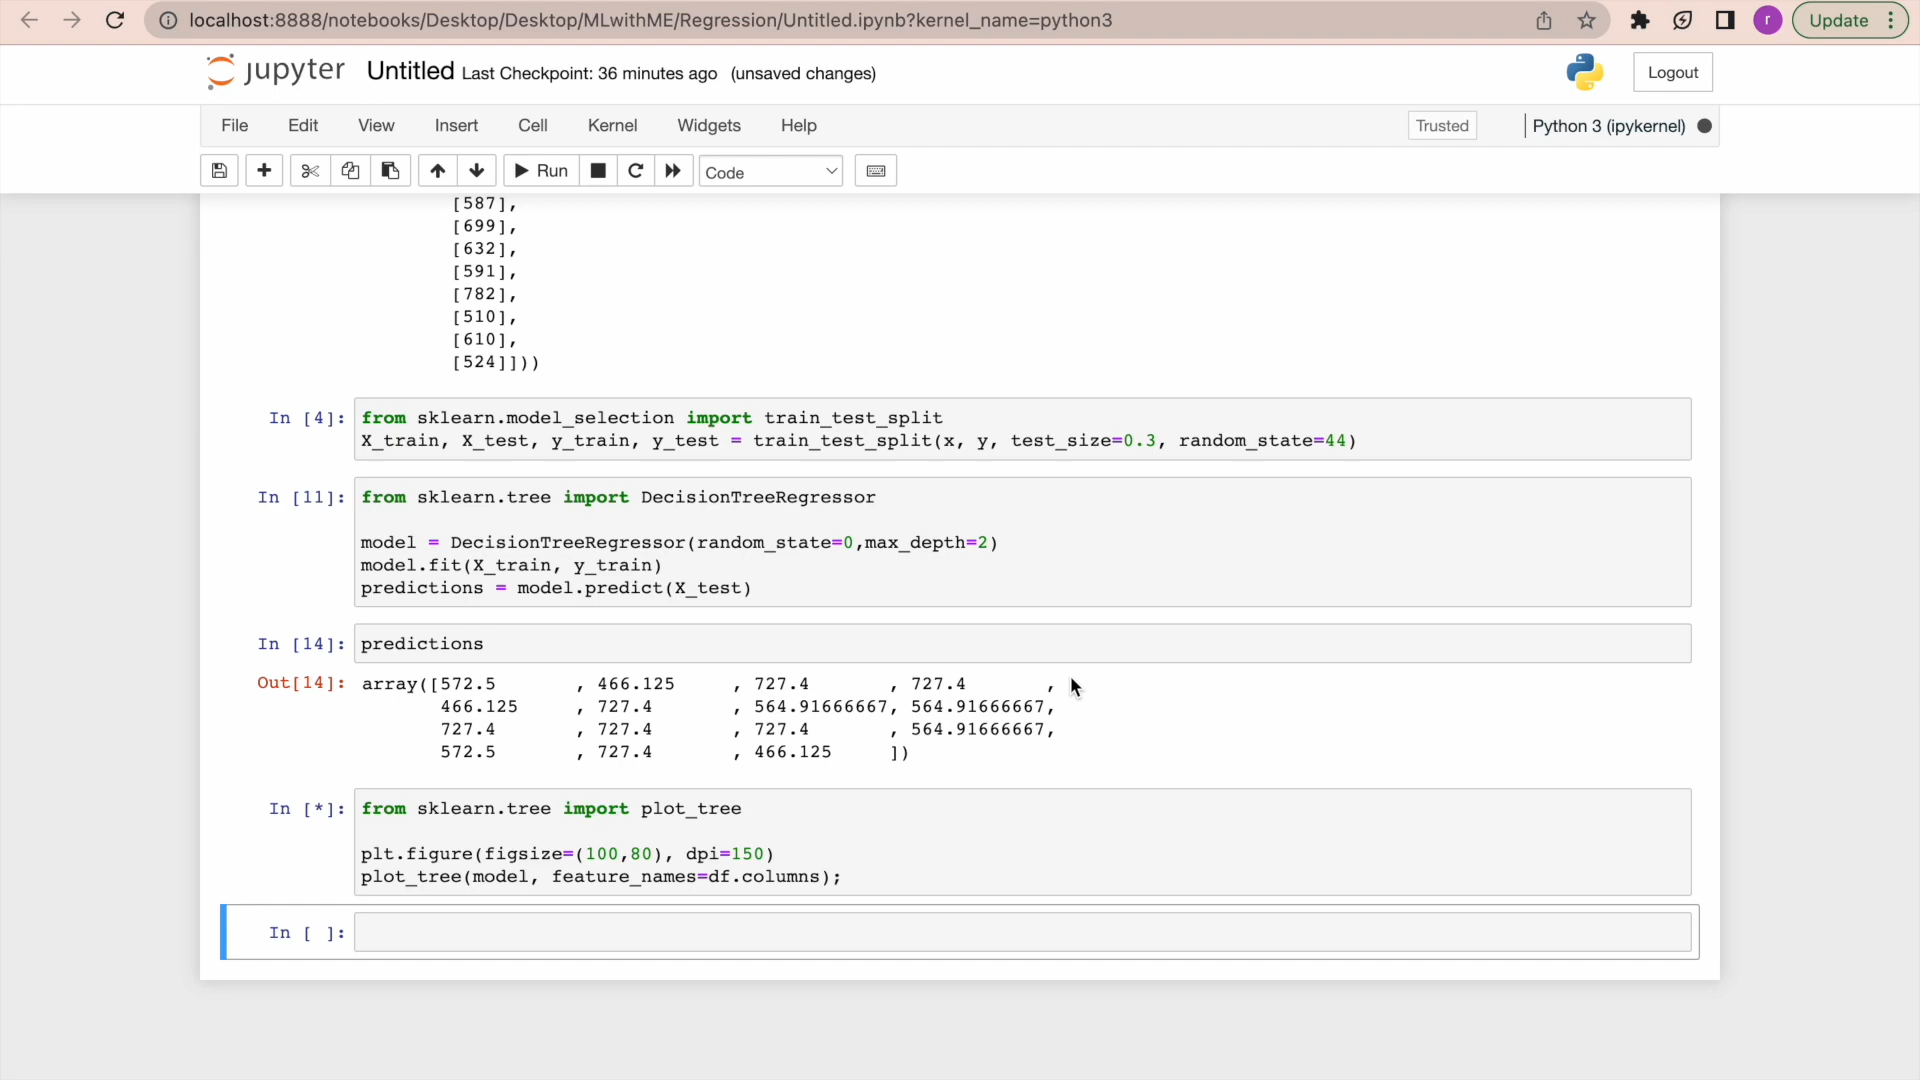 localhost:8888/notebooks/Desktop/Desktop/MLwithME/Regression/Untitled.ipynb?kernel_name=python3
r
Update
jupyter Untitled Last Checkpoint: 36 minutes ago (unsaved changes)
Logout
File Edit View Insert Cell Kernel Widgets Help
Trusted
Python 3 (ipykernel)
Run
Code
[587],
[699],
[632],
[591],
[782],
[510],
[610],
[524]]))
In [4]: from sklearn.model_selection import train_test_split
X_train, X_test, y_train, y_test = train_test_split(x, y, test_size=0.3, random_state=44)
In [11]: from sklearn.tree import DecisionTreeRegressor
model = DecisionTreeRegressor(random_state=0,max_depth=2)
model.fit(X_train, y_train)
predictions = model.predict(X_test)
In [14]: predictions
Out[14]: array([572.5       , 466.125     , 727.4       , 727.4       ,
466.125     , 727.4       , 564.91666667, 564.91666667,
727.4       , 727.4       , 727.4       , 564.91666667,
572.5       , 727.4       , 466.125     ])
In [*]: from sklearn.tree import plot_tree
plt.figure(figsize=(100,80), dpi=150)
plot_tree(model, feature_names=df.columns);
In [ ]: